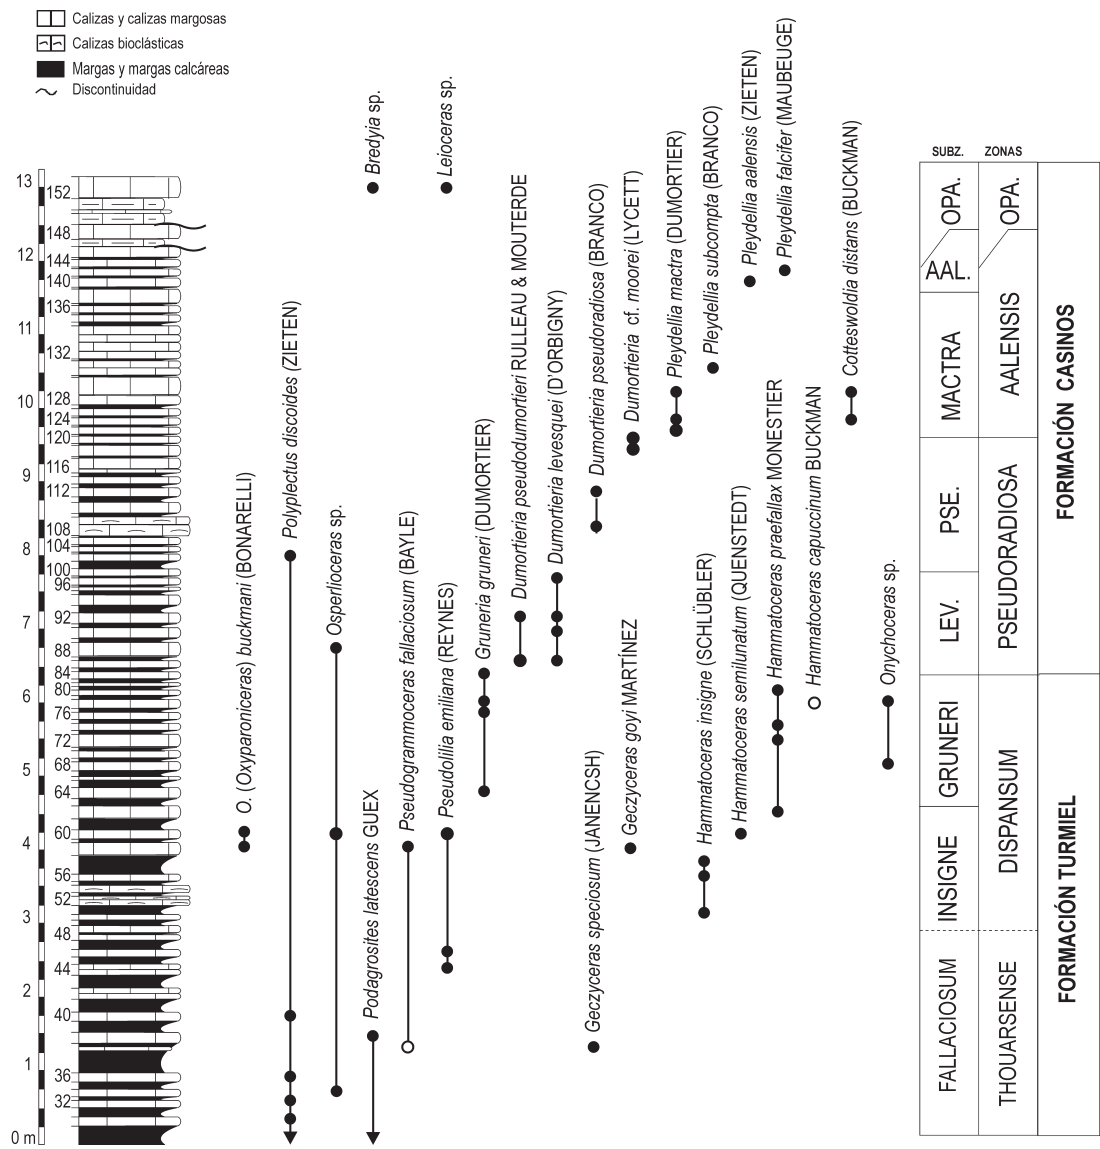 Calizas y calizas margosas
Calizas bioclásticas
Margas y margas calcáreas
Discontinuidad
13
12
11
10
9
8
7
6
5
4
3
2
1
0 m
152
148
144
140
136
132
128
124
120
116
112
108
104
100
96
92
88
84
80
76
72
68
64
60
56
52
48
44
40
36
32
O. (Oxyparoniceras) buckmani (BONARELLI)
Polyplectus discoides (ZIETEN)
Osperlioceras sp.
Podagrosites latescens GUEX
Bredyia sp.
Pseudogrammoceras fallaciosum (BAYLE)
Leioceras sp.
Pseudolillia emiliana (REYNES)
Gruneria gruneri (DUMORTIER)
Dumortieria pseudodumortieri RULLEAU & MOUTERDE
Dumortieria levesquei (D'ORBIGNY)
Dumortieria pseudoradiosa (BRANCO)
Geczyceras speciosum (JANENCSH)
Dumortieria cf. moorei (LYCETT)
Geczyceras goyi MARTÍNEZ
Pleydellia mactra (DUMORTIER)
Hammatoceras insigne (SCHLÜBLER)
Pleydellia subcompta (BRANCO)
Hammatoceras semilunatum (QUENSTEDT)
Pleydellia aalensis (ZIETEN)
Pleydellia falcifer (MAUBEUGE)
Hammatoceras praefallax MONESTIER
Hammatoceras capuccinum BUCKMAN
Cotteswoldia distans (BUCKMAN)
Onychoceras sp.
SUBZ.
ZONAS
OPA.
AAL.
MACTRA
PSE.
LEV.
GRUNERI
INSIGNE
FALLACIOSUM
OPA.
AALENSIS
PSEUDORADIOSA
DISPANSUM
THOUARSENSE
FORMACIÓN CASINOS
FORMACIÓN TURMIEL